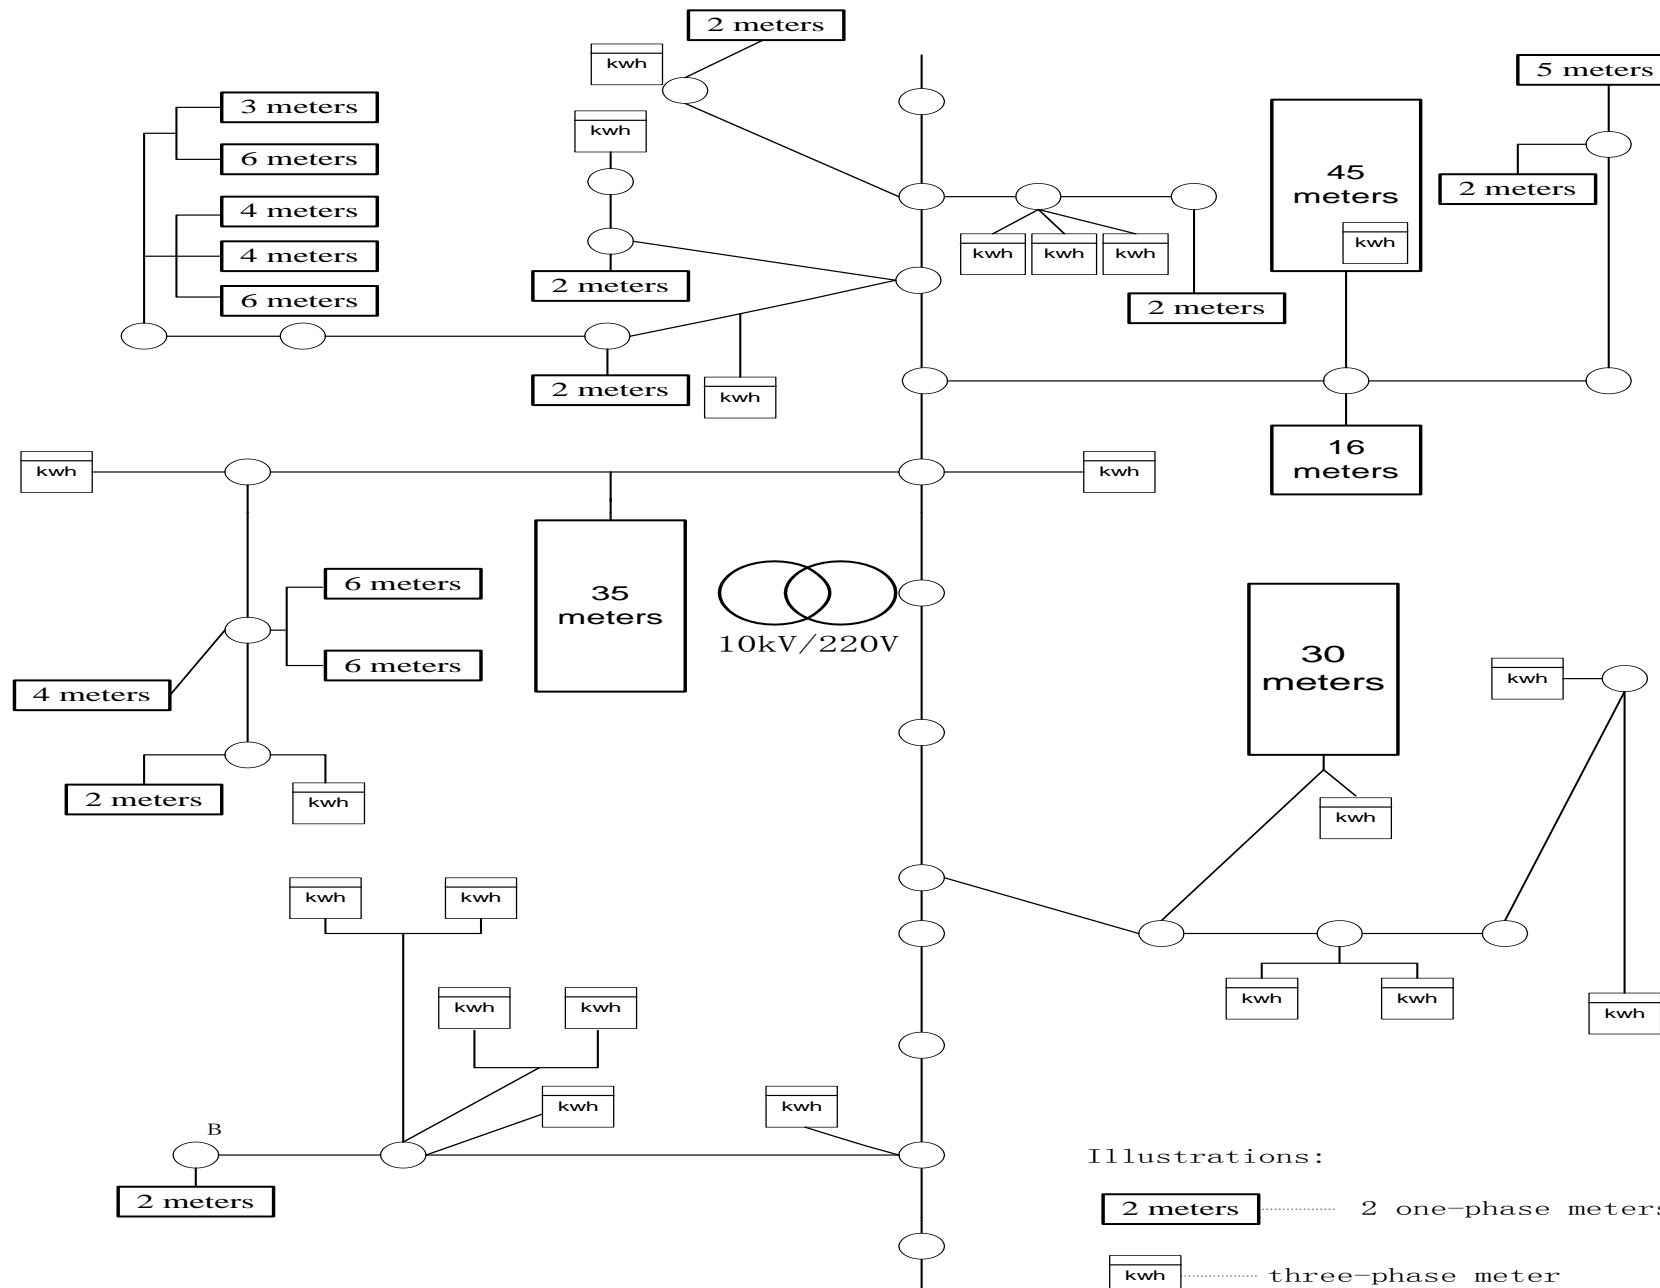 2 meters
kwh
5 meters
3 meters
kwh
6 meters
45
meters
2 meters
4 meters
kwh
kwh
kwh
kwh
4 meters
2 meters
6 meters
2 meters
2 meters
kwh
16
meters
kwh
kwh
6 meters
35
meters
10kV/220V
6 meters
4 meters
30
meters
kwh
2 meters
kwh
kwh
kwh
kwh
kwh
kwh
kwh
kwh
kwh
kwh
kwh
B
2 meters
Illustrations:
2 meters
2 one-phase meters
kwh
three-phase meter